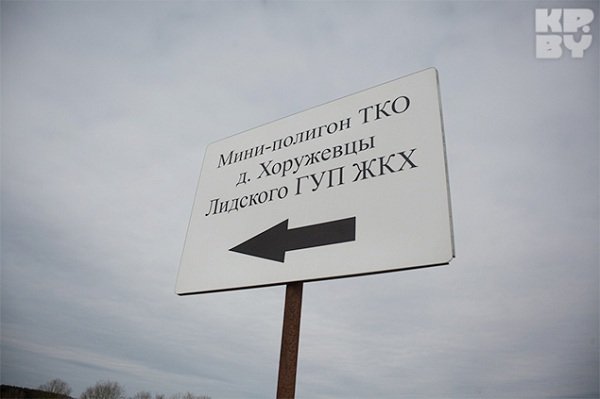 KP.
BY
Мини-полигон ТКО
д. Хоружевцы
Лидского ГУП ЖКХ